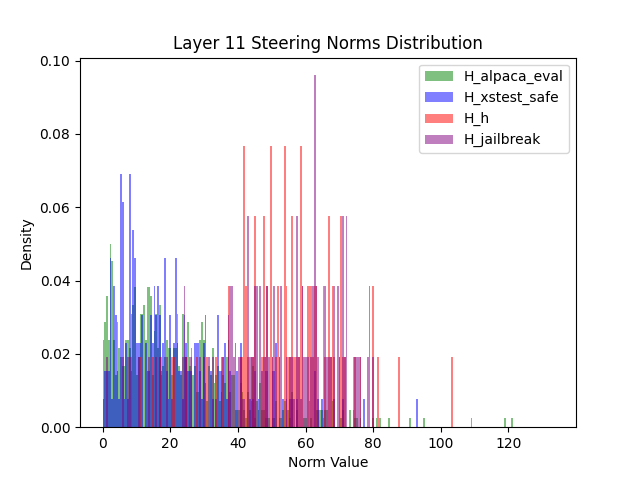 Layer 11 Steering Norms Distribution
0.10
0.08
0.06
0.04
0.02
0.00
Density
H_alpaca_eval
H_xstest_safe
H_h
H_jailbreak
0 20 40 60 80 100 120
Norm Value